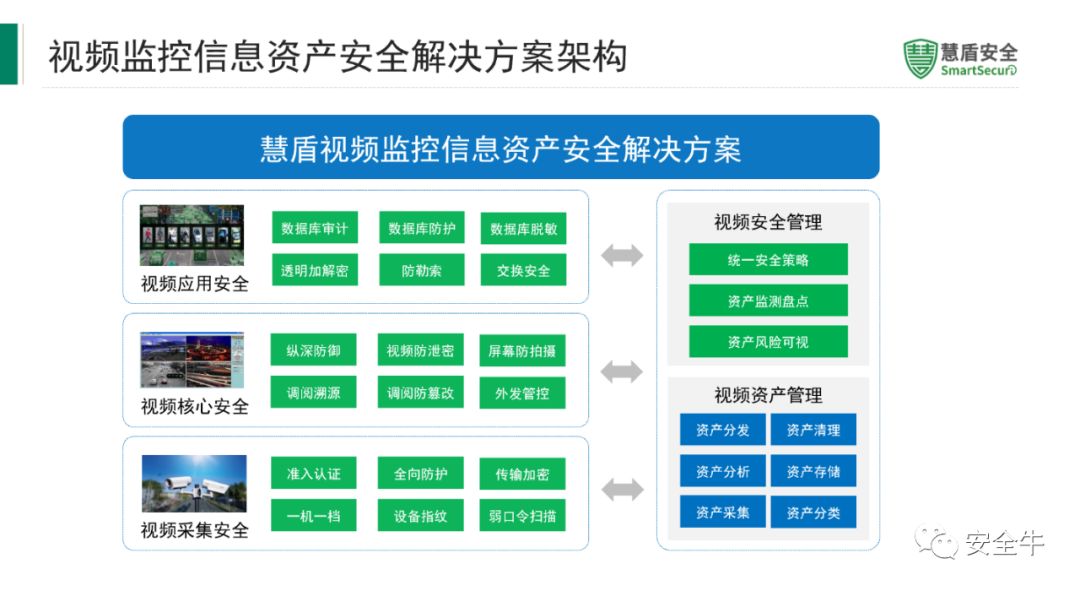 视频监控信息资产安全解决方案架构
慧盾安全
SmartSecuri
慧盾视频监控信息资产安全解决方案
视频应用安全
数据库审计
数据库防护
数据库脱敏
透明加解密
防勒索
交换安全
视频核心安全
纵深防御
视频防泄密
屏幕防拍摄
调阅溯源
调阅防篡改
外发管控
视频采集安全
准入认证
全向防护
传输加密
一机一档
设备指纹
弱口令扫描
视频安全管理
统一安全策略
资产监测盘点
资产风险可视
视频资产管理
资产分发
资产清理
资产分析
资产存储
资产采集
资产分类
安全牛